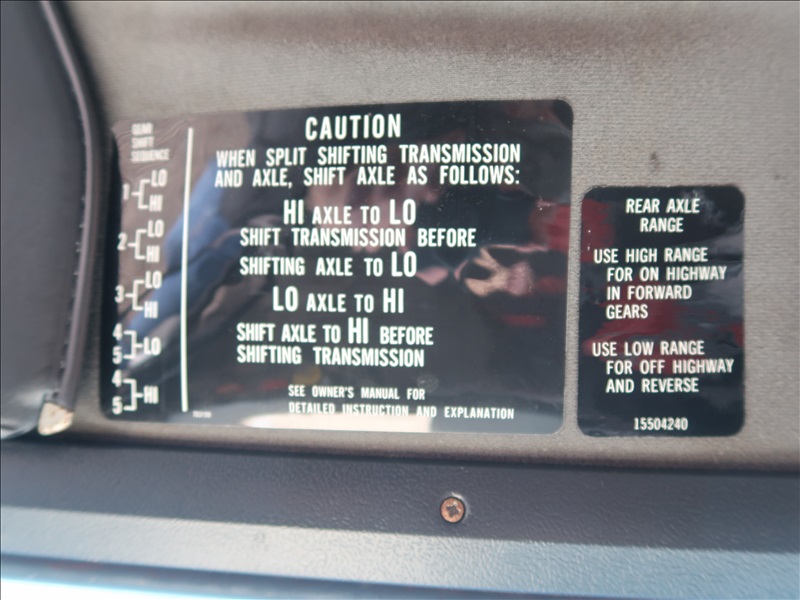 GEAR
SHIFT
SEQUENCE
1 LO
HI
2 LO
HI
3 LO
HI
4
5 LO
4
5 HI
CAUTION
WHEN SPLIT SHIFTING TRANSMISSION
AND AXLE, SHIFT AXLE AS FOLLOWS:
HI AXLE TO LO
SHIFT TRANSMISSION BEFORE
SHIFTING AXLE TO LO
LO AXLE TO HI
SHIFT AXLE TO HI BEFORE
SHIFTING TRANSMISSION
SEE OWNER'S MANUAL FOR
DETAILED INSTRUCTION AND EXPLANATION
REAR AXLE
RANGE
USE HIGH RANGE
FOR ON HIGHWAY
IN FORWARD
GEARS
USE LOW RANGE
FOR OFF HIGHWAY
AND REVERSE
15504240